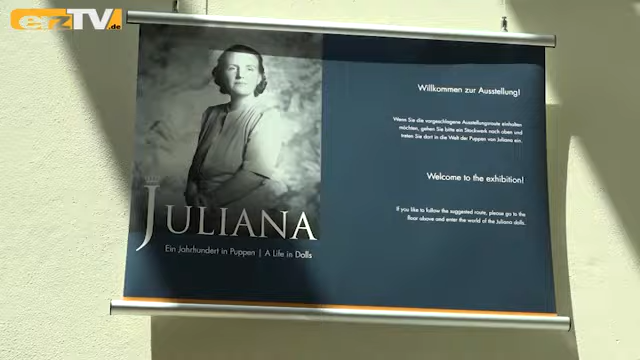 erzTV.de
JULIANA
Ein Jahrhundert in Puppen | A Life in Dolls
Willkommen zur Ausstellung!
Wenn Sie die vorgeschlagene Ausstellungsroute einhalten
möchten, gehen Sie bitte ein Stockwerk nach oben und
treten Sie dort in die Welt der Puppen von Juliana ein.
Welcome to the exhibition!
If you like to follow the suggested route, please go to the
floor above and enter the world of the Juliana dolls.